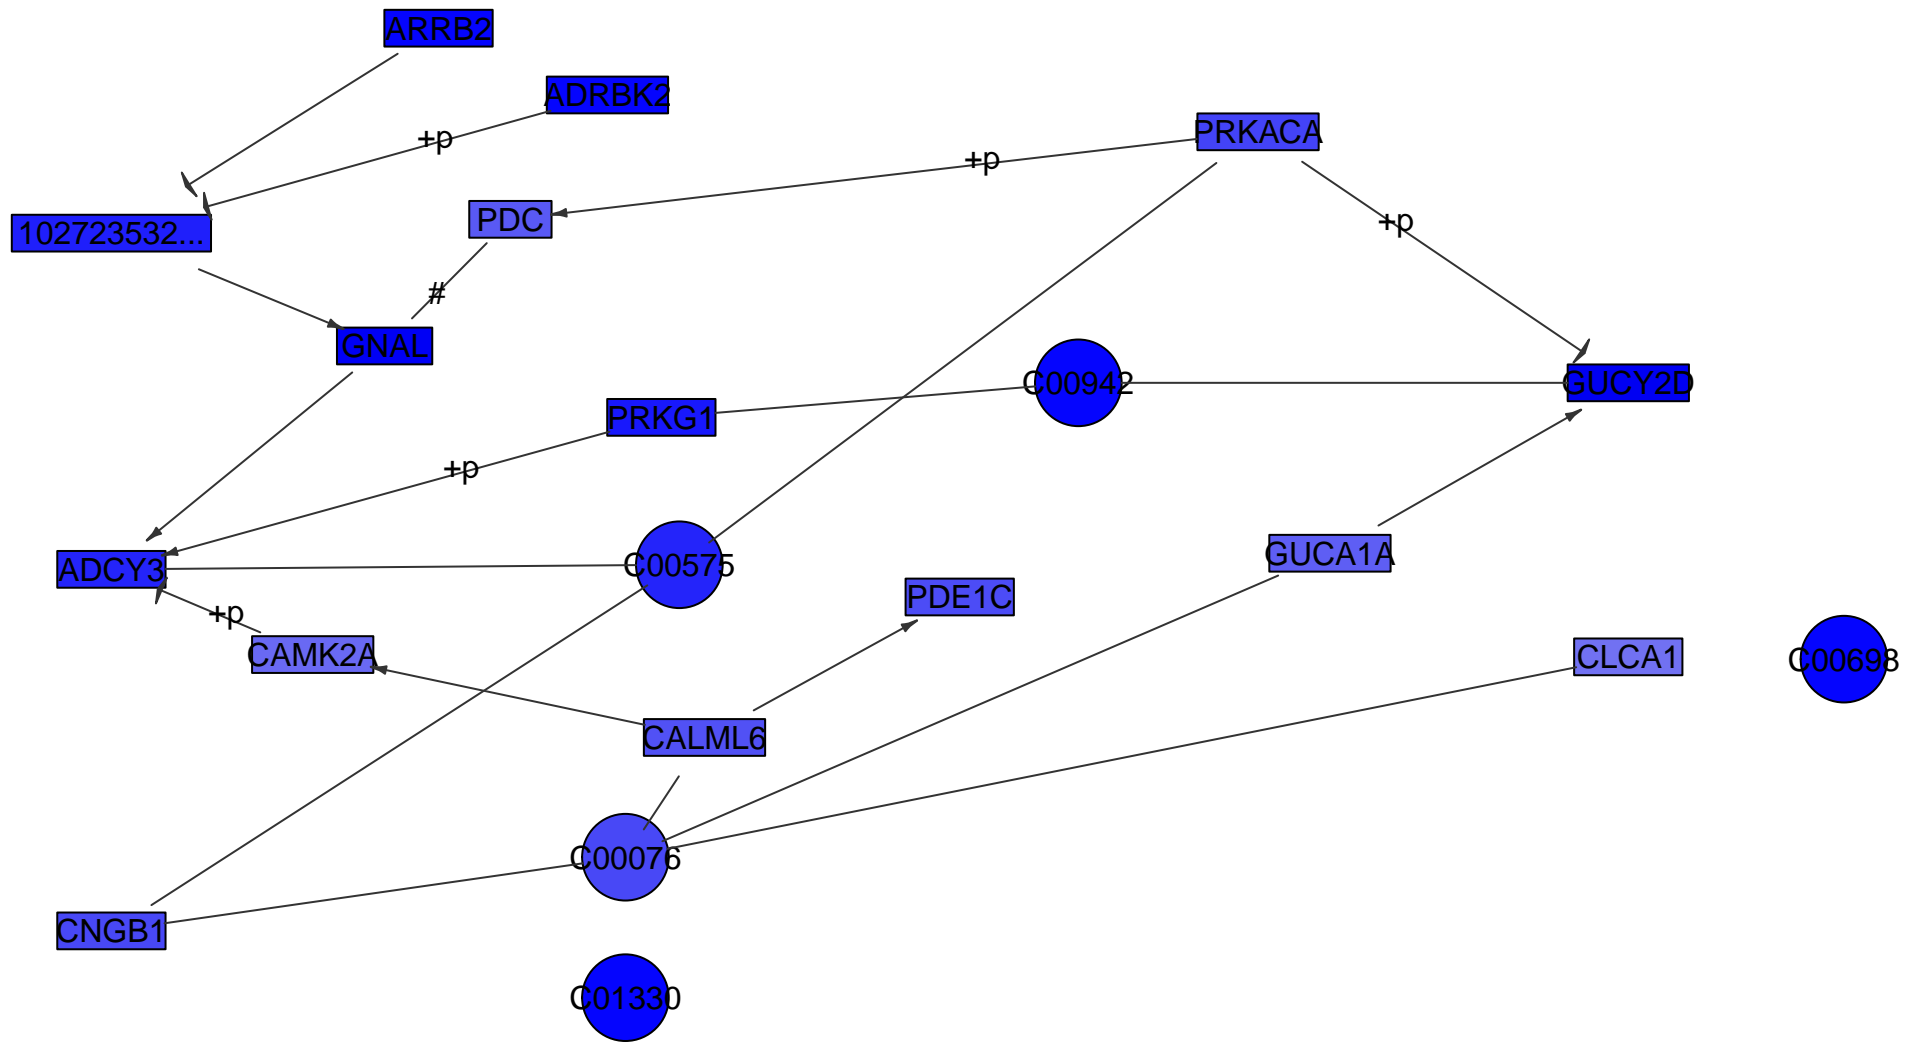 ARRB2
ADRBK2
PRKACA
+p
+p
PDC
+p
102723532...
#
GNAL
C00942
GUCY2D
PRKG1
+p
GUCA1A
ADCY3
C00575
PDE1C
+p
CAMK2A
CLCA1
C00698
CALML6
C00076
CNGB1
C01330